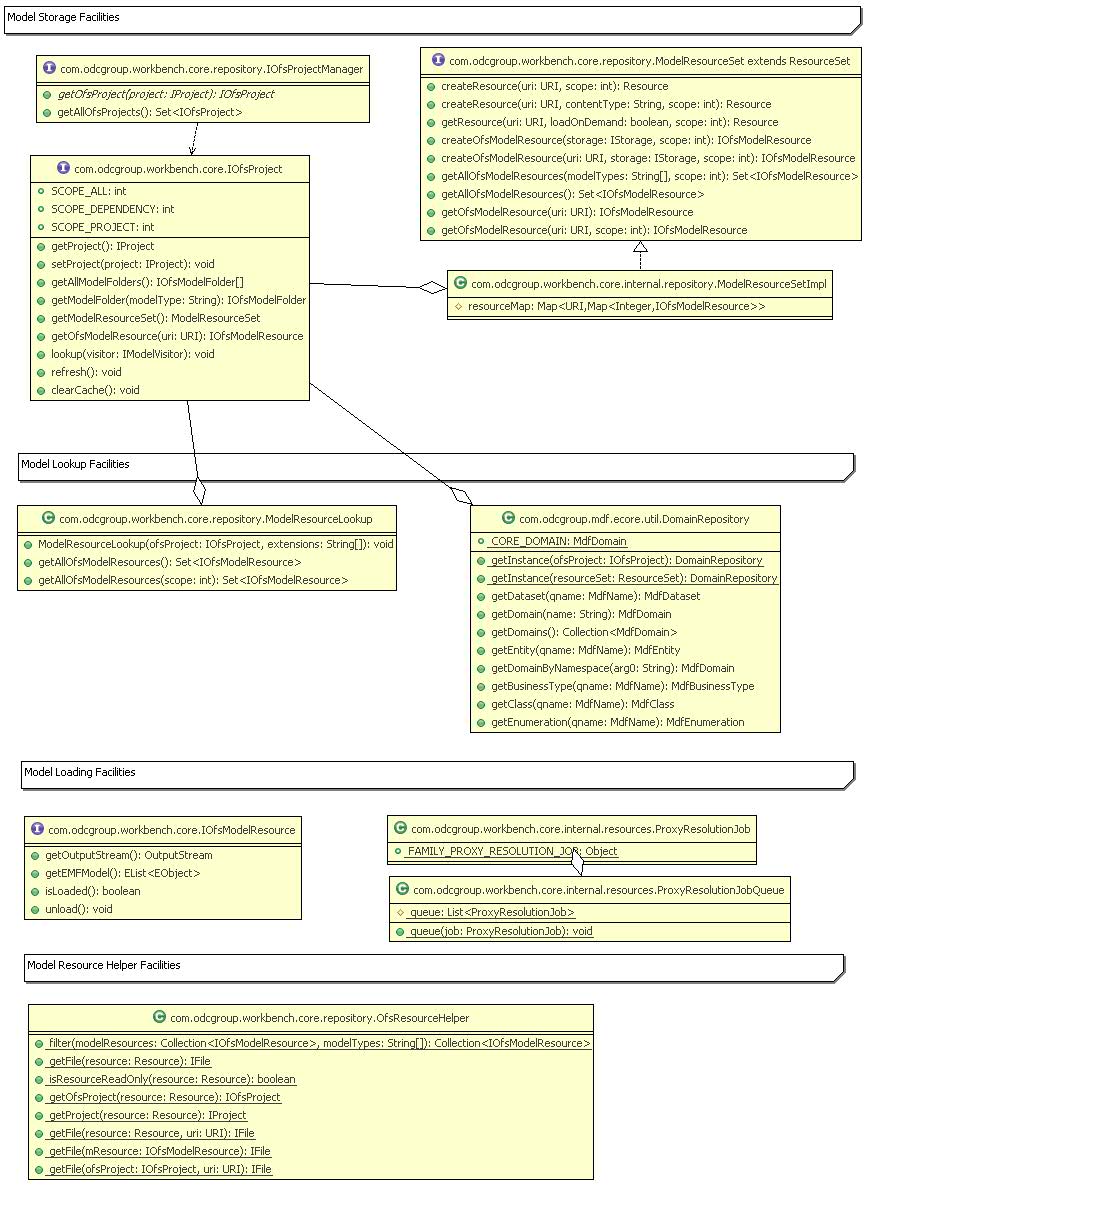 Model Storage Facilities
com.odcgroup.workbench.core.repository.IOfsProjectManager
getOfsProject(project: IProject): IOfsProject
getAllOfsProjects(): Set<IOfsProject>
com.odcgroup.workbench.core.repository.ModelResourceSet extends ResourceSet
createResource(uri: URI, scope: int): Resource
createResource(uri: URI, contentType: String, scope: int): Resource
getResource(uri: URI, loadOnDemand: boolean, scope: int): Resource
createOfsModelResource(storage: IStorage, scope: int): IOfsModelResource
createOfsModelResource(uri: URI, storage: IStorage, scope: int): IOfsModelResource
getAllOfsModelResources(modelTypes: String[], scope: int): Set<IOfsModelResource>
getAllOfsModelResources(): Set<IOfsModelResource>
getOfsModelResource(uri: URI): IOfsModelResource
getOfsModelResource(uri: URI, scope: int): IOfsModelResource
com.odcgroup.workbench.core.IOfsProject
SCOPE_ALL: int
SCOPE_DEPENDENCY: int
SCOPE_PROJECT: int
getProject(): IProject
setProject(project: IProject): void
getAllModelFolders(): IOfsModelFolder[]
getModelFolder(modelType: String): IOfsModelFolder
getModelResourceSet(): ModelResourceSet
getOfsModelResource(uri: URI): IOfsModelResource
lookup(visitor: IModelVisitor): void
refresh(): void
clearCache(): void
com.odcgroup.workbench.core.internal.repository.ModelResourceSetImpl
resourceMap: Map<URI,Map<Integer,IOfsModelResource>>
Model Lookup Facilities
com.odcgroup.workbench.core.repository.ModelResourceLookup
ModelResourceLookup(ofsProject: IOfsProject, extensions: String[]): void
getAllOfsModelResources(): Set<IOfsModelResource>
getAllOfsModelResources(scope: int): Set<IOfsModelResource>
com.odcgroup.mdf.ecore.util.DomainRepository
CORE_DOMAIN: MdfDomain
getInstance(ofsProject: IOfsProject): DomainRepository
getInstance(resourceSet: ResourceSet): DomainRepository
getDataset(qname: MdfName): MdfDataset
getDomain(name: String): MdfDomain
getDomains(): Collection<MdfDomain>
getEntity(qname: MdfName): MdfEntity
getDomainByNamespace(arg0: String): MdfDomain
getBusinessType(qname: MdfName): MdfBusinessType
getClass(qname: MdfName): MdfClass
getEnumeration(qname: MdfName): MdfEnumeration
Model Loading Facilities
com.odcgroup.workbench.core.IOfsModelResource
getOutputStream(): OutputStream
getEMFModel(): EList<EObject>
isLoaded(): boolean
unload(): void
com.odcgroup.workbench.core.internal.resources.ProxyResolutionJob
FAMILY_PROXY_RESOLUTION_JOB: Object
com.odcgroup.workbench.core.internal.resources.ProxyResolutionJobQueue
queue: List<ProxyResolutionJob>
queue(job: ProxyResolutionJob): void
Model Resource Helper Facilities
com.odcgroup.workbench.core.repository.OfsResourceHelper
filter(modelResources: Collection<IOfsModelResource>, modelTypes: String[]): Collection<IOfsModelResource>
getFile(resource: Resource): IFile
isResourceReadOnly(resource: Resource): boolean
getOfsProject(resource: Resource): IOfsProject
getProject(resource: Resource): IProject
getFile(resource: Resource, uri: URI): IFile
getFile(mResource: IOfsModelResource): IFile
getFile(ofsProject: IOfsProject, uri: URI): IFile